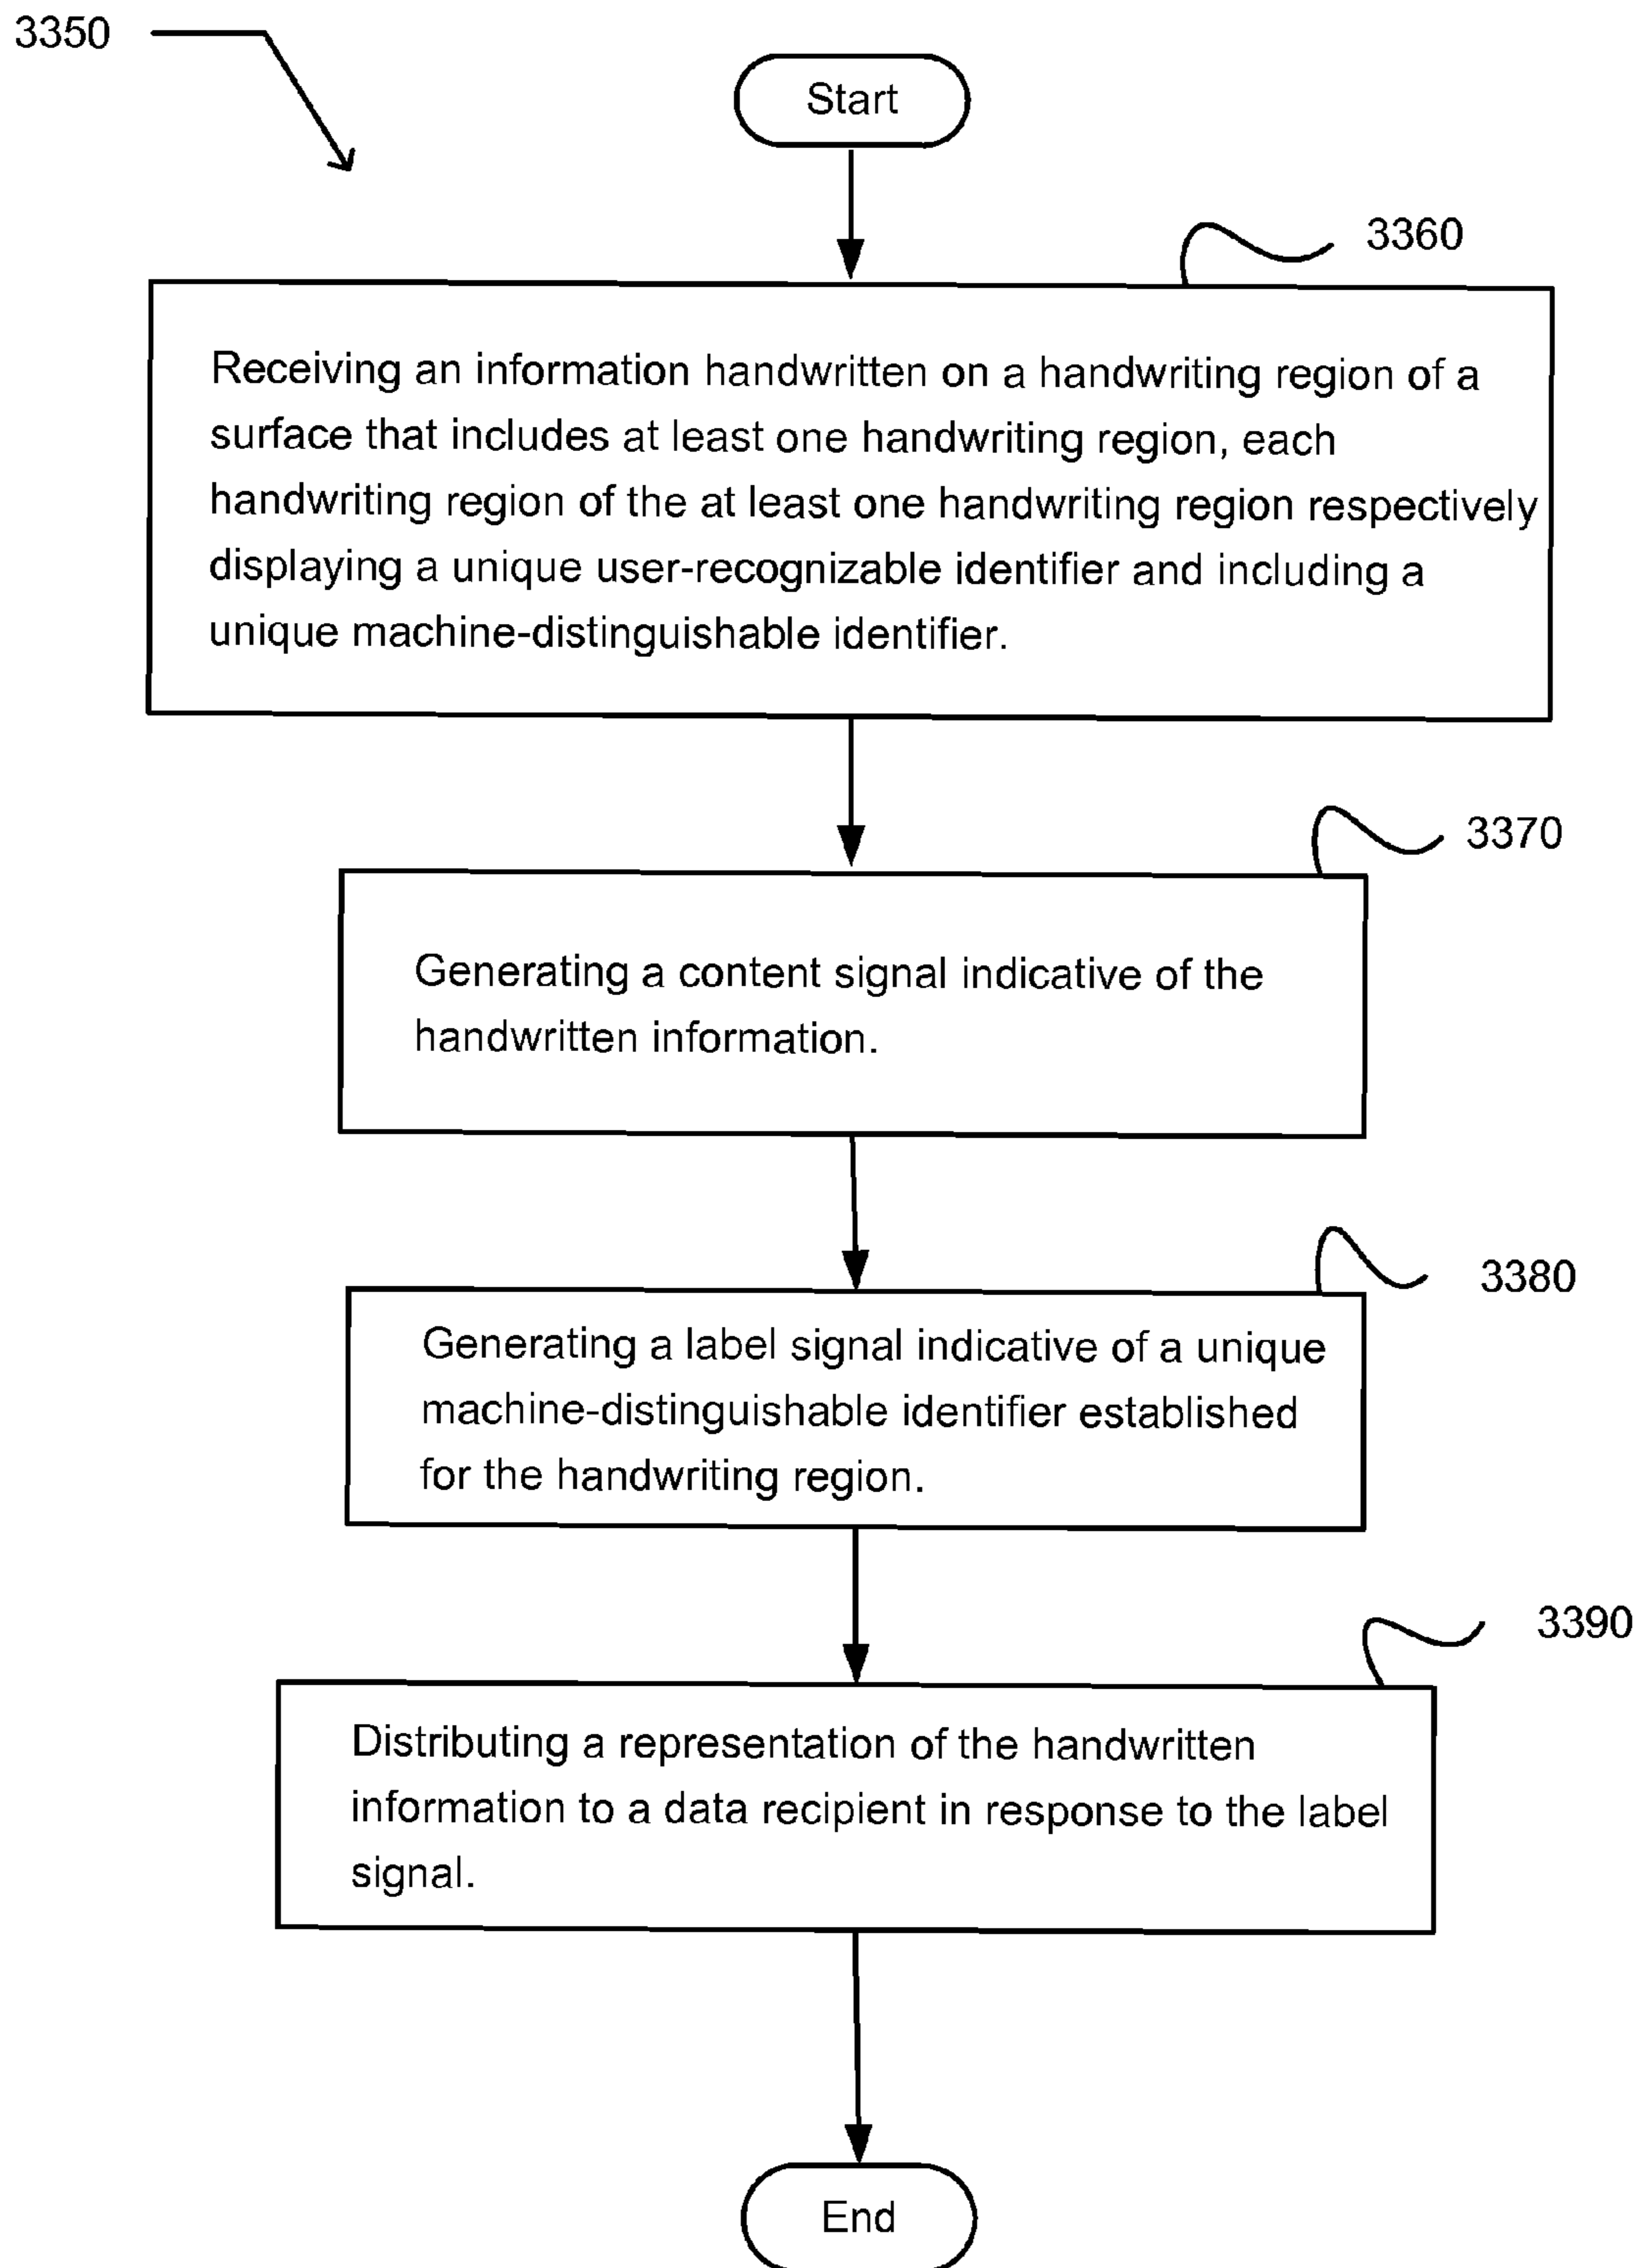 3350
Start
3360
Receiving an information handwritten on a handwriting region of a
surface that includes at least one handwriting region, each
handwriting region of the at least one handwriting region respectively
displaying a unique user-recognizable identifier and including a
unique machine-distinguishable identifier.
3370
Generating a content signal indicative of the
handwritten information.
3380
Generating a label signal indicative of a unique
machine-distinguishable identifier established
for the handwriting region.
3390
Distributing a representation of the handwritten
information to a data recipient in response to the label
signal.
End